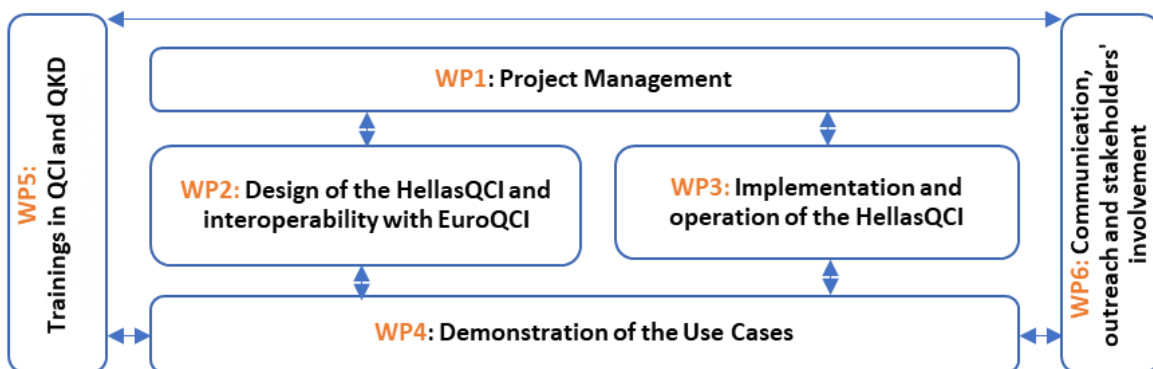 WP5:
Trainings in QCI and QKD
WP1: Project Management
WP2: Design of the HellasQCI and
interoperability with EuroQCI
WP3: Implementation and
operation of the HellasQCI
WP4: Demonstration of the Use Cases
WP6: Communication,
outreach and stakeholders'
involvement